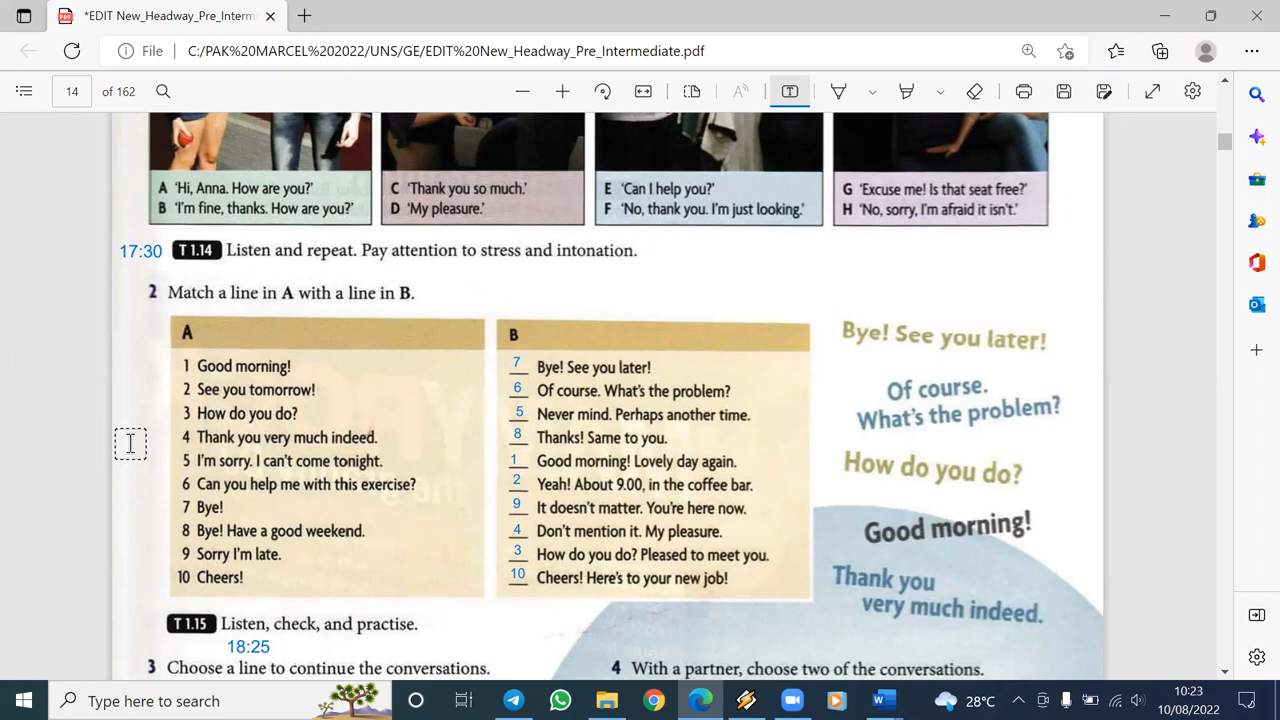 *EDIT New_Headway_Pre_Interm
File
C:/PAK%20MARCEL%202022/UNS/GE/EDIT%20New_Headway_Pre_Intermediate.pdf
14 of 162
A 'Hi, Anna. How are you?'
B 'I'm fine, thanks. How are you?'
C 'Thank you so much.'
D 'My pleasure.'
E 'Can I help you?'
F 'No, thank you. I'm just looking.'
G 'Excuse me! Is that seat free?'
H 'No, sorry, I'm afraid it isn't.'
17:30 T 1.14 Listen and repeat. Pay attention to stress and intonation.
2 Match a line in A with a line in B.
A
1 Good morning!
2 See you tomorrow!
3 How do you do?
4 Thank you very much indeed.
5 I'm sorry. I can't come tonight.
6 Can you help me with this exercise?
7 Bye!
8 Bye! Have a good weekend.
9 Sorry I'm late.
10 Cheers!
B
7 Bye! See you later!
6 Of course. What's the problem?
5 Never mind. Perhaps another time.
8 Thanks! Same to you.
1 Good morning! Lovely day again.
2 Yeah! About 9.00, in the coffee bar.
9 It doesn't matter. You're here now.
4 Don't mention it. My pleasure.
3 How do you do? Pleased to meet you.
10 Cheers! Here's to your new job!
Bye! See you later!
Of course.
What's the problem?
How do you do?
Good morning!
Thank you
very much indeed.
T 1.15 Listen, check, and practise.
18:25
3 Choose a line to continue the conversations.
4 With a partner, choose two of the conversations.
Type here to search
28°C
10:23
10/08/2022